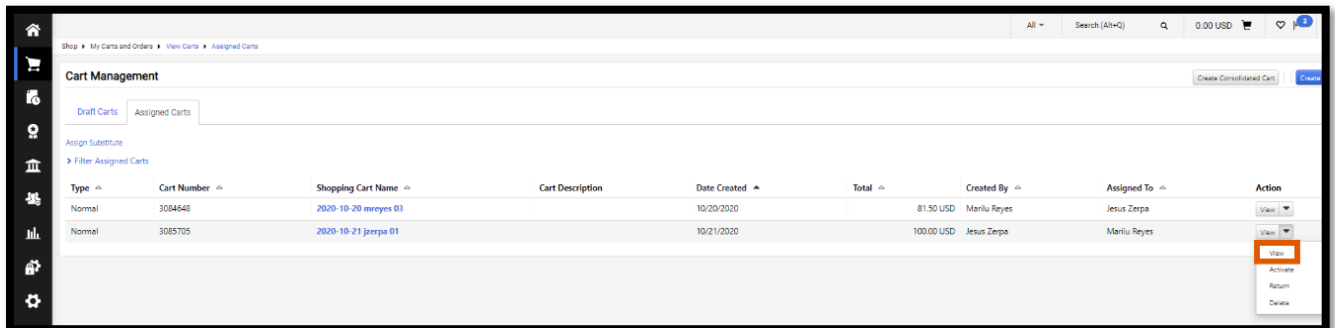 All Search (Alt+Q) 0.00 USD 2
Shop My Carts and Orders View Carts Assigned Carts
Cart Management
Create Consolidated Cart Create
Draft Carts Assigned Carts
Assign Substitute
> Filter Assigned Carts
Type Cart Number Shopping Cart Name Cart Description Date Created Total Created By Assigned To Action
Normal 3084648 2020-10-20 mreyes 03 10/20/2020 81.50 USD Marilu Reyes Jesus Zerpa View
Normal 3085705 2020-10-21 jzerpa 01 10/21/2020 100.00 USD Jesus Zerpa Marilu Reyes View
View
Activate
Return
Delete